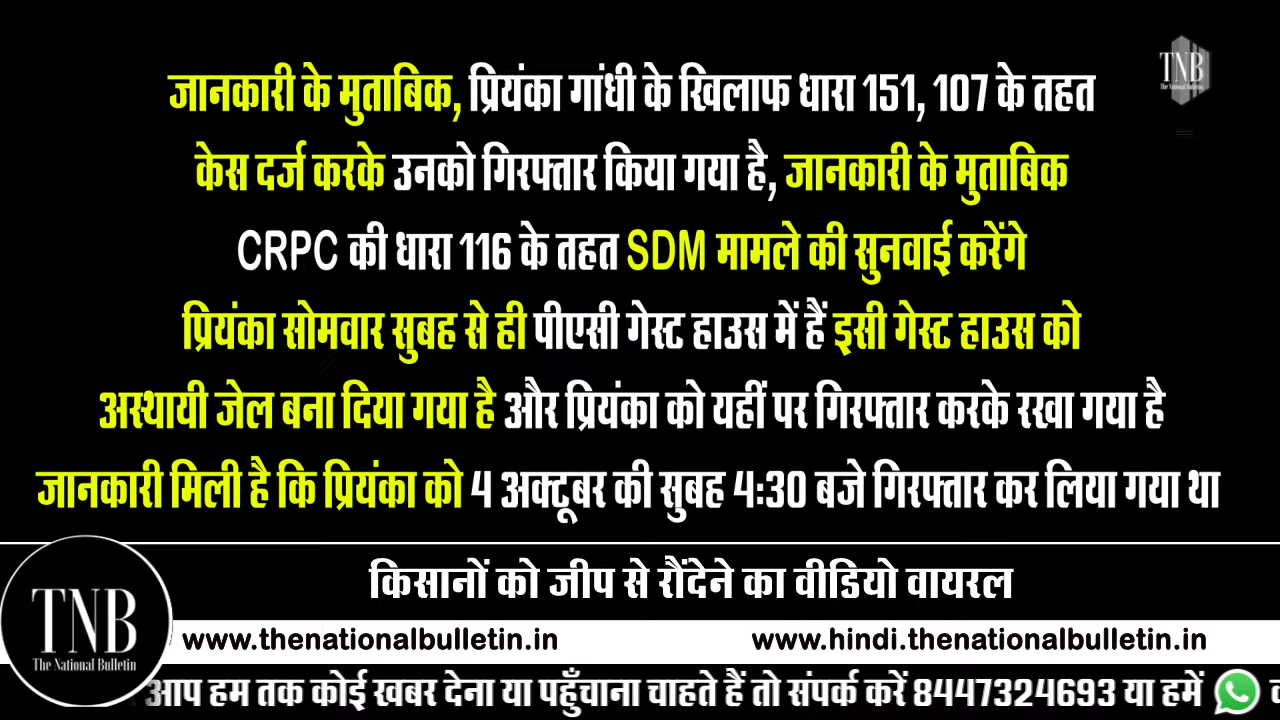 TNB
The National Bulletin
जानकारी के मुताबिक, प्रियंका गांधी के खिलाफ धारा 151, 107 के तहत
केस दर्ज करके उनको गिरफ्तार किया गया है, जानकारी के मुताबिक
CRPC की धारा 116 के तहत SDM मामले की सुनवाई करेंगे
प्रियंका सोमवार सुबह से ही पीएसी गेस्ट हाउस में हैं इसी गेस्ट हाउस को
अस्थायी जेल बना दिया गया है और प्रियंका को यहीं पर गिरफ्तार करके रखा गया है
जानकारी मिली है कि प्रियंका को 4 अक्टूबर की सुबह 4:30 बजे गिरफ्तार कर लिया गया था
किसानों को जीप से रौंदेने का वीडियो वायरल
TNB
The National Bulletin
www.thenationalbulletin.in www.hindi.thenationalbulletin.in
आप हम तक कोई खबर देना या पहुँचाना चाहते हैं तो संपर्क करें 8447324693 या हमें